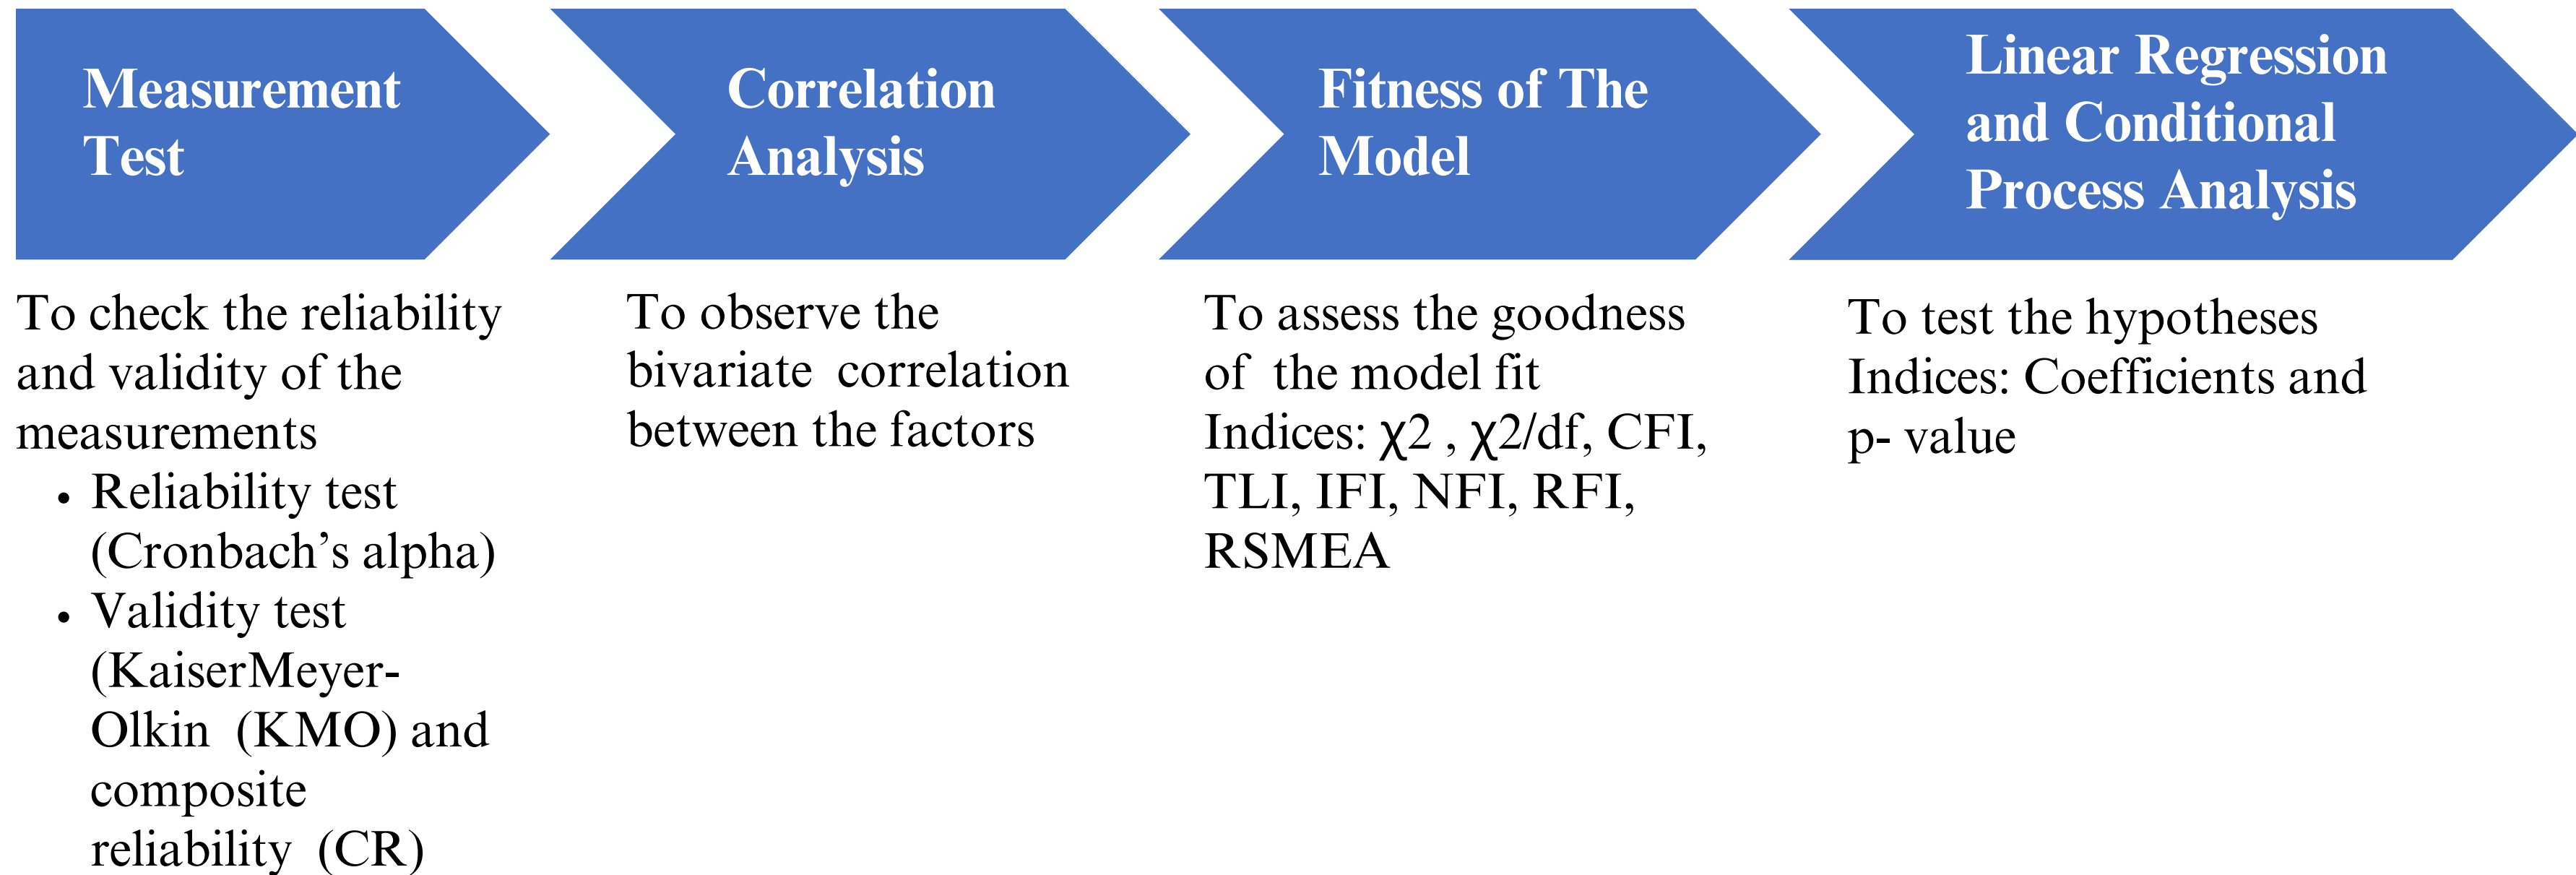 Measurement
Test
To check the reliability
and validity of the
measurements
• Reliability test
(Cronbach’s alpha)
• Validity test
(KaiserMeyer-
Olkin (KMO) and
composite
reliability (CR)
Correlation
Analysis
To observe the
bivariate correlation
between the factors
Fitness of The
Model
To assess the goodness
of the model fit
Indices: χ2 , χ2/df, CFI,
TLI, IFI, NFI, RFI,
RSMEA
Linear Regression
and Conditional
Process Analysis
To test the hypotheses
Indices: Coefficients and
p- value